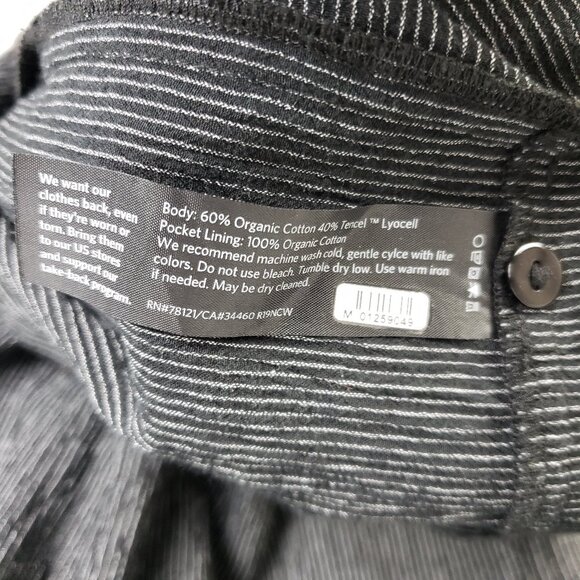 We want our
clothes back, even
if they're worn or
torn. Bring them
to our US stores
and support our
take-back program.
Body: 60% Organic Cotton 40% Tencel ™ Lyocell
Pocket Lining: 100% Organic Cotton
We recommend machine wash cold, gentle cylce with like
colors. Do not use bleach. Tumble dry low. Use warm iron
if needed. May be dry cleaned.
RN#78121/CA#34460 R19NCW
M 01259049